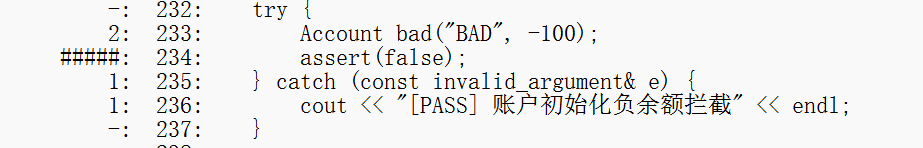 -: 232: try {
2: 233: Account bad("BAD", -100);
#####: 234: assert(false);
1: 235: } catch (const invalid_argument& e) {
1: 236: cout << "[PASS] 账户初始化负余额拦截" << endl;
-: 237: }